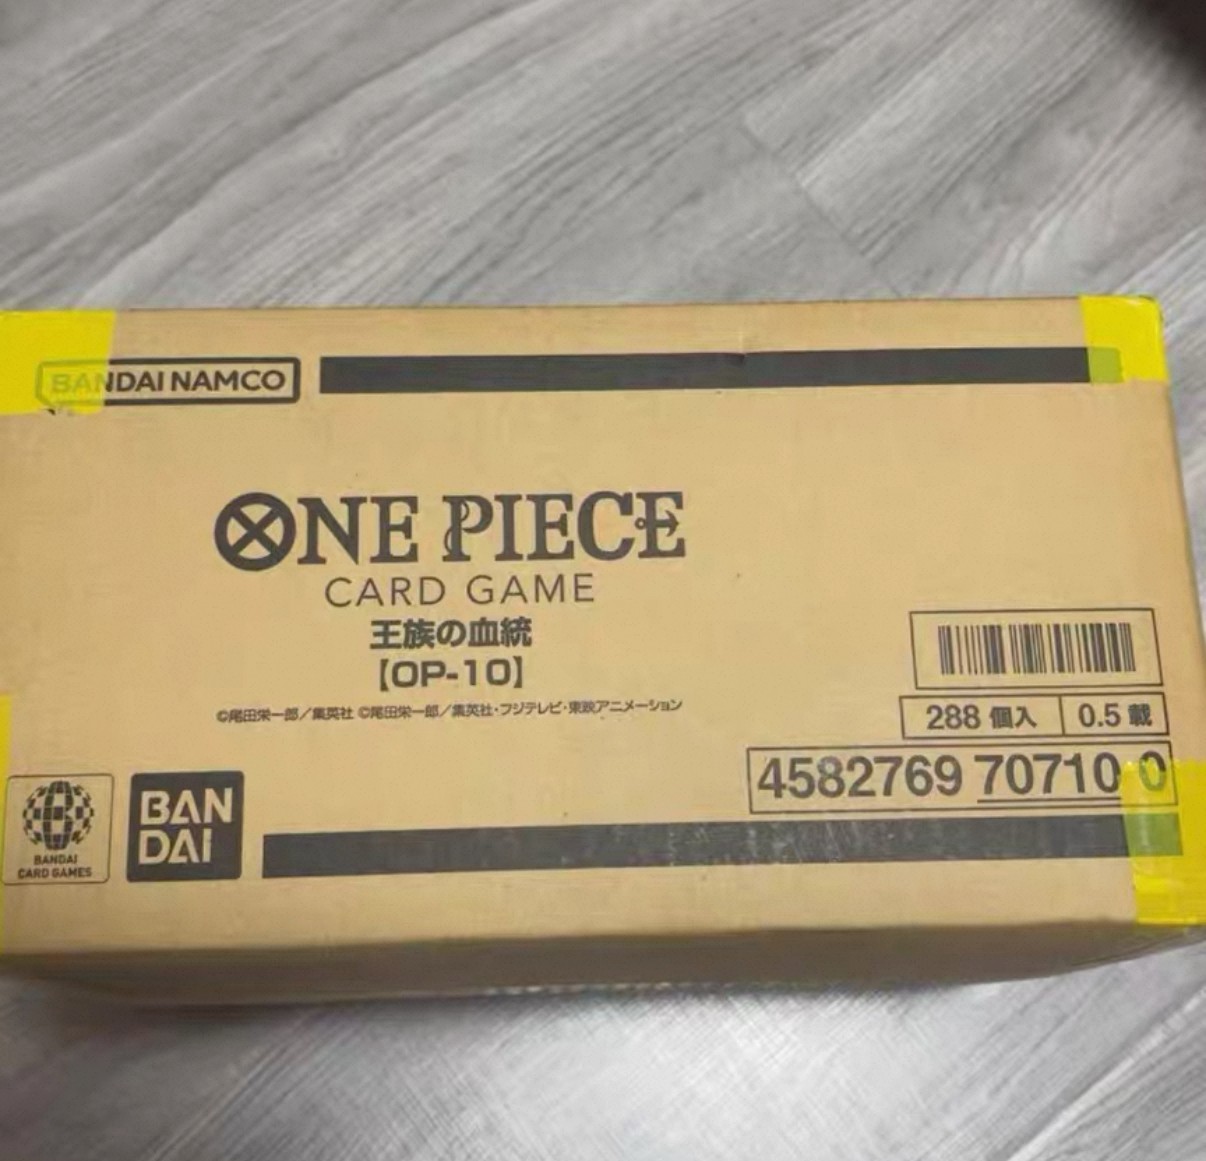 BANDAI NAMCO
ONE PIECE
CARD GAME
王族の血統
【OP-10】
©尾田栄一郎／集英社 ©尾田栄一郎／集英社・フジテレビ・東映アニメーション
288 個入 0.5 載
4582769 70710 0
BANDAI
CARD GAMES
BAN
DAI